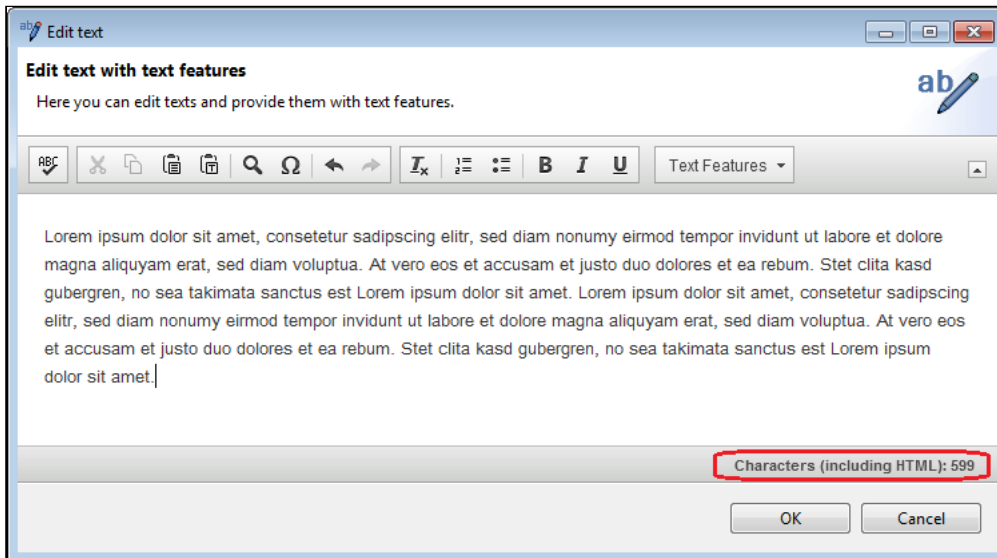 ab Edit text
Edit text with text features
Here you can edit texts and provide them with text features.
ab
ABC Ω Tx 1 2 B I U Text Features
Lorem ipsum dolor sit amet, consetetur sadipscing elitr, sed diam nonumy eirmod tempor invidunt ut labore et dolore
magna aliquyam erat, sed diam voluptua. At vero eos et accusam et justo duo dolores et ea rebum. Stet clita kasd
gubergren, no sea takimata sanctus est Lorem ipsum dolor sit amet. Lorem ipsum dolor sit amet, consetetur sadipscing
elitr, sed diam nonumy eirmod tempor invidunt ut labore et dolore magna aliquyam erat, sed diam voluptua. At vero eos
et accusam et justo duo dolores et ea rebum. Stet clita kasd gubergren, no sea takimata sanctus est Lorem ipsum
dolor sit amet.
Characters (including HTML): 599
OK Cancel